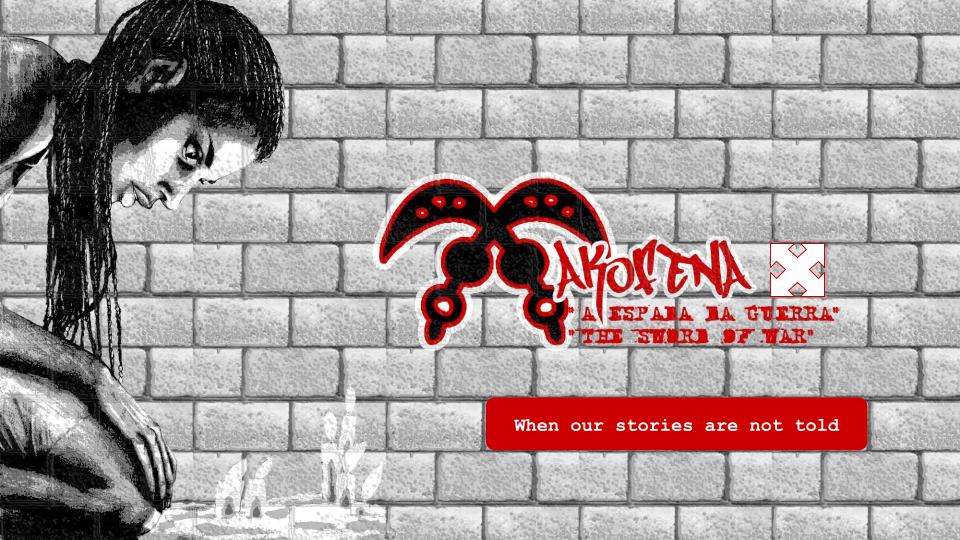 AKOFENA
"A ESPADA DA GUERRA"
"THE SWORD OF WAR"
When our stories are not told